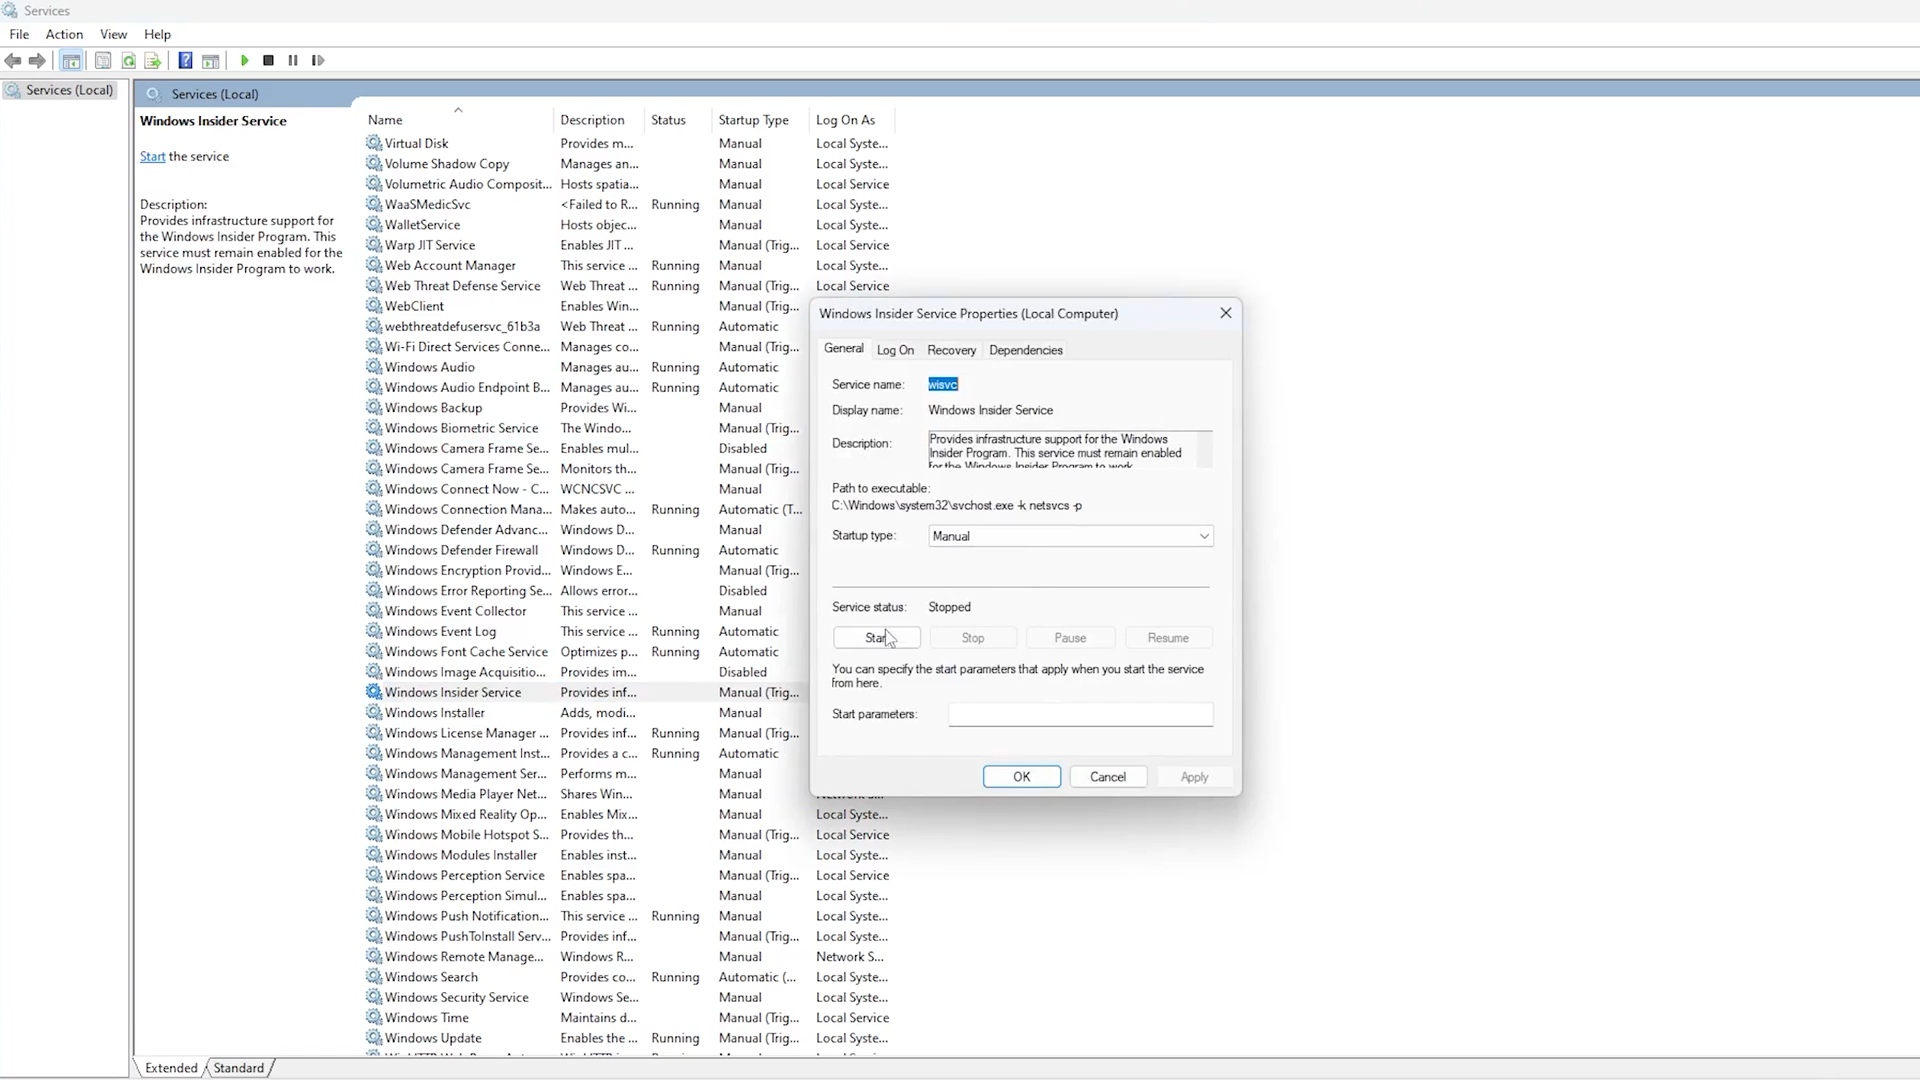 Services
File Action View Help
Services (Local)
Services (Local)
Windows Insider Service
Start the service
Description:
Provides infrastructure support for
the Windows Insider Program. This
service must remain enabled for the
Windows Insider Program to work.
Name Description Status Startup Type Log On As
Virtual Disk Provides m... Manual Local Syste...
Volume Shadow Copy Manages an... Manual Local Syste...
Volumetric Audio Composit... Hosts spatia... Manual Local Service
WaaSMedicSvc <Failed to R... Running Manual Local Syste...
WalletService Hosts objec... Manual Local Syste...
Warp JIT Service Enables JIT ... Manual (Trig... Local Service
Web Account Manager This service ... Running Manual Local Syste...
Web Threat Defense Service Web Threat ... Running Manual (Trig... Local Service
WebClient Enables Win... Manual (Trig...
webthreatdefusersvc_61b3a Web Threat ... Running Automatic
Wi-Fi Direct Services Conne... Manages co... Manual (Trig...
Windows Audio Manages au... Running Automatic
Windows Audio Endpoint B... Manages au... Running Automatic
Windows Backup Provides Wi... Manual
Windows Biometric Service The Windo... Manual (Trig...
Windows Camera Frame Se... Enables mul... Disabled
Windows Camera Frame Se... Monitors th... Manual (Trig...
Windows Connect Now - C... WCNCSVC ... Manual
Windows Connection Mana... Makes auto... Running Automatic (T...
Windows Defender Advanc... Windows D... Manual
Windows Defender Firewall Windows D... Running Automatic
Windows Encryption Provid... Windows E... Manual (Trig...
Windows Error Reporting Se... Allows error... Disabled
Windows Event Collector This service ... Manual
Windows Event Log This service ... Running Automatic
Windows Font Cache Service Optimizes p... Running Automatic
Windows Image Acquisitio... Provides im... Disabled
Windows Insider Service Provides inf... Manual (Trig...
Windows Installer Adds, modi... Manual
Windows License Manager ... Provides inf... Running Manual (Trig...
Windows Management Inst... Provides a c... Running Automatic
Windows Management Ser... Performs m... Manual
Windows Media Player Net... Shares Win... Manual
Windows Mixed Reality Op... Enables Mix... Manual Local Syste...
Windows Mobile Hotspot S... Provides th... Manual (Trig... Local Service
Windows Modules Installer Enables inst... Manual Local Syste...
Windows Perception Service Enables spa... Manual (Trig... Local Service
Windows Perception Simul... Enables spa... Manual Local Syste...
Windows Push Notification... This service ... Running Manual Local Syste...
Windows PushToInstall Serv... Provides inf... Manual (Trig... Local Syste...
Windows Remote Manage... Windows R... Manual Network S...
Windows Search Provides co... Running Automatic (... Local Syste...
Windows Security Service Windows Se... Manual Local Syste...
Windows Time Maintains d... Manual (Trig... Local Service
Windows Update Enables the ... Running Manual (Trig... Local Syste...
Extended Standard
Windows Insider Service Properties (Local Computer)
General Log On Recovery Dependencies
Service name: wisvc
Display name: Windows Insider Service
Description: Provides infrastructure support for the Windows
Insider Program. This service must remain enabled
for the Windows Insider Program to work.
Path to executable:
C:\Windows\system32\svchost.exe -k netsvcs -p
Startup type: Manual
Service status: Stopped
Start Stop Pause Resume
You can specify the start parameters that apply when you start the service
from here.
Start parameters:
OK Cancel Apply